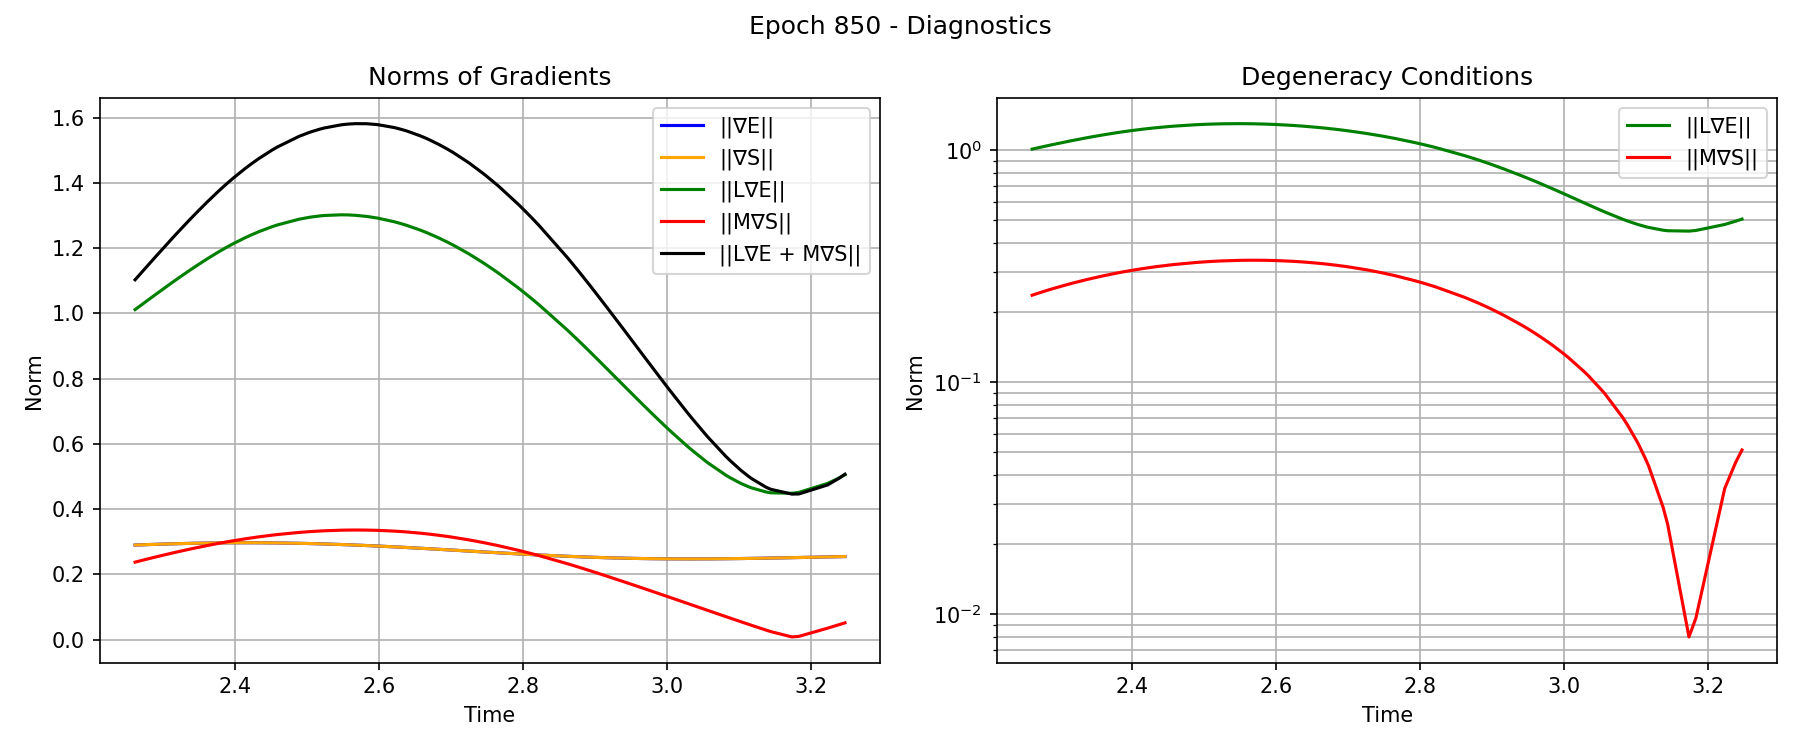 Epoch 850 - Diagnostics
Norms of Gradients
1.6
1.4
1.2
1.0
0.8
0.6
0.4
0.2
0.0
Norm
2.4 2.6 2.8 3.0 3.2
Time
||∇E||
||∇S||
||L∇E||
||M∇S||
||L∇E + M∇S||
Degeneracy Conditions
10⁰
10⁻¹
10⁻²
Norm
2.4 2.6 2.8 3.0 3.2
Time
||L∇E||
||M∇S||